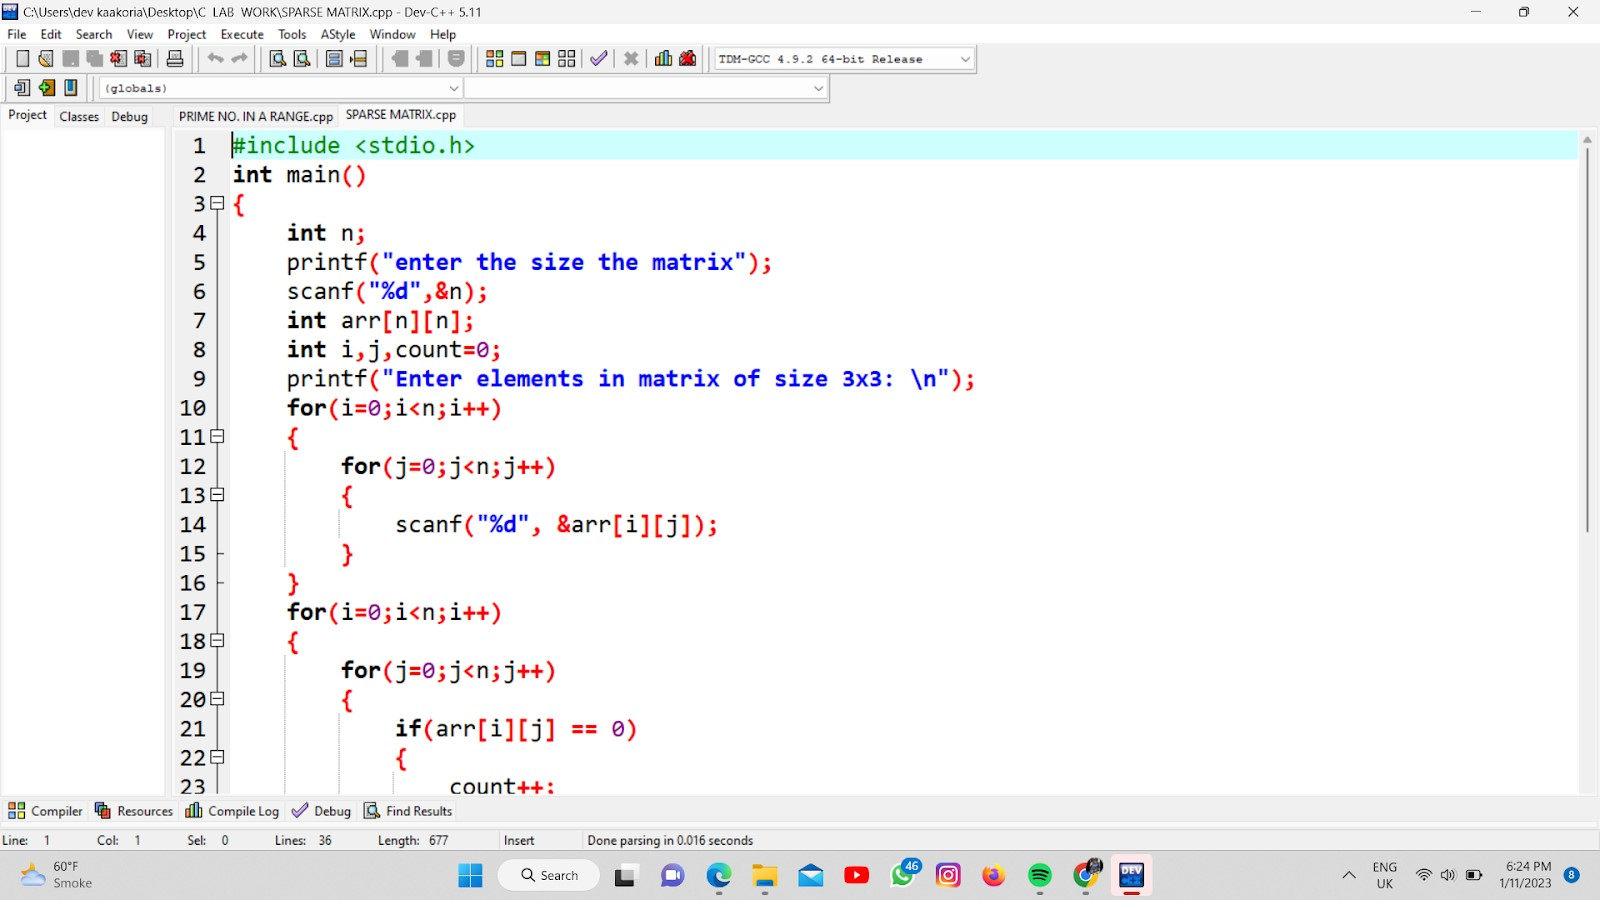 C:\Users\dev kaakoria\Desktop\C LAB WORK\SPARSE MATRIX.cpp - Dev-C++ 5.11
File Edit Search View Project Execute Tools AStyle Window Help
TDM-GCC 4.9.2 64-bit Release
(globals)
Project Classes Debug PRIME NO. IN A RANGE.cpp SPARSE MATRIX.cpp
1 #include <stdio.h>
2 int main()
3 {
4 int n;
5 printf("enter the size the matrix");
6 scanf("%d",&n);
7 int arr[n][n];
8 int i,j,count=0;
9 printf("Enter elements in matrix of size 3x3: \n");
10 for(i=0;i<n;i++)
11 {
12 for(j=0;j<n;j++)
13 {
14 scanf("%d", &arr[i][j]);
15 }
16 }
17 for(i=0;i<n;i++)
18 {
19 for(j=0;j<n;j++)
20 {
21 if(arr[i][j] == 0)
22 {
23 count++;
Compiler Resources Compile Log Debug Find Results
Line: 1 Col: 1 Sel: 0 Lines: 36 Length: 677 Insert Done parsing in 0.016 seconds
60°F
Smoke
Search
46
DEV
ENG
UK
6:24 PM
1/11/2023
8